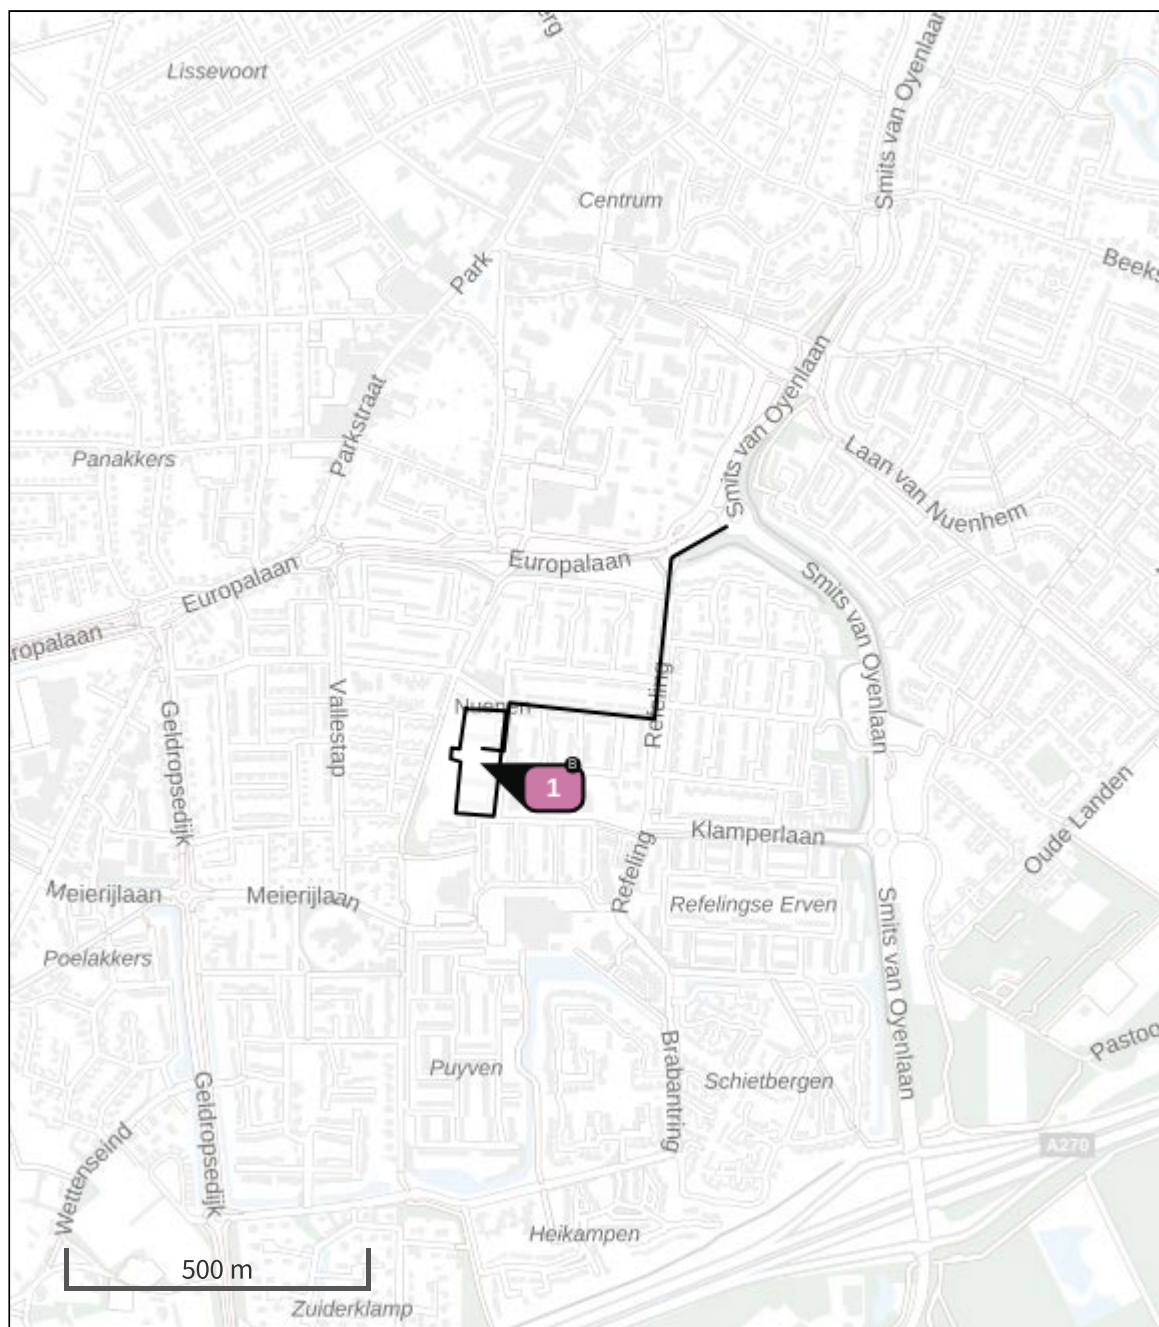 erg
Smits van Oyenlaan
Lissevoort
Centrum
Park
Beeks
Smits van Oyenlaan
Parkstraat
Panakkers
Laan van Nuenhem
Europalaan
Europalaan
Smits van Oyenlaan
ropalaan
Refeling
Nuenen
Vallestap
Geldropsedijk
B
1
Klamperlaan
Oude Landen
Refeling
Meierijlaan
Meierijlaan
Refelingse Erven
Smits van Oyenlaan
Poelakkers
Puyven
Brabantring
Schietbergen
Pastoo
Geldropsedijk
Wettenseind
A270
Heikampen
500 m
Zuiderklamp